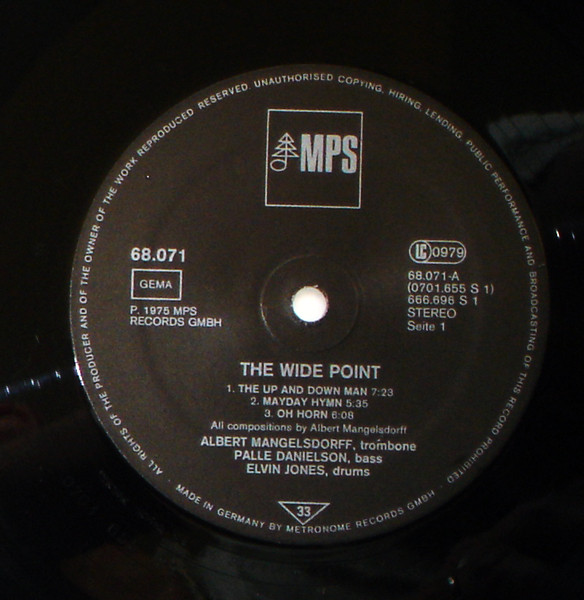 ALL RIGHTS OF THE PRODUCER AND OF THE OWNER OF THE WORK REPRODUCED RESERVED. UNAUTHORISED COPYING, HIRING, LENDING, PUBLIC PERFORMANCE AND BROADCASTING OF THIS RECORD PROHIBITED
MPS
68.071
GEMA
P. 1975 MPS
RECORDS GMBH
LC 0979
68.071-A
(0701.655 S 1)
666.696 S 1
STEREO
Seite 1
THE WIDE POINT
1. THE UP AND DOWN MAN 7:23
2. MAYDAY HYMN 5:35
3. OH HORN 6:08
All compositions by Albert Mangelsdorff
ALBERT MANGELSDORFF, trombone
PALLE DANIELSON, bass
ELVIN JONES, drums
33
MADE IN GERMANY BY METRONOME RECORDS GMBH